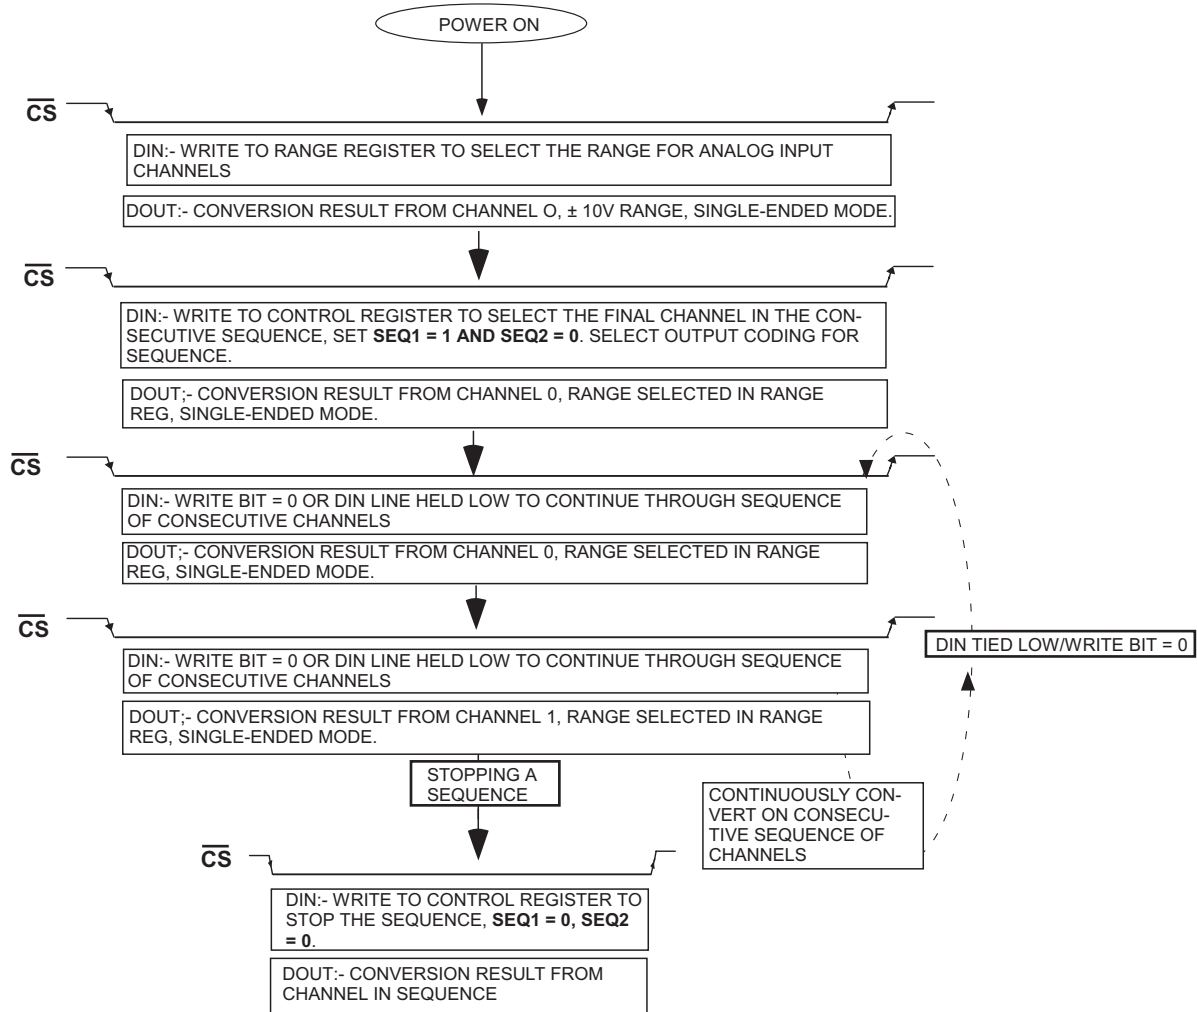 POWER ON
CS
DIN:- WRITE TO RANGE REGISTER TO SELECT THE RANGE FOR ANALOG INPUT
CHANNELS
DOUT:- CONVERSION RESULT FROM CHANNEL O, ± 10V RANGE, SINGLE-ENDED MODE.
CS
DIN:- WRITE TO CONTROL REGISTER TO SELECT THE FINAL CHANNEL IN THE CON-
SECUTIVE SEQUENCE, SET SEQ1 = 1 AND SEQ2 = 0. SELECT OUTPUT CODING FOR
SEQUENCE.
DOUT;- CONVERSION RESULT FROM CHANNEL 0, RANGE SELECTED IN RANGE
REG, SINGLE-ENDED MODE.
CS
DIN:- WRITE BIT = 0 OR DIN LINE HELD LOW TO CONTINUE THROUGH SEQUENCE
OF CONSECUTIVE CHANNELS
DOUT;- CONVERSION RESULT FROM CHANNEL 0, RANGE SELECTED IN RANGE
REG, SINGLE-ENDED MODE.
CS
DIN TIED LOW/WRITE BIT = 0
DIN:- WRITE BIT = 0 OR DIN LINE HELD LOW TO CONTINUE THROUGH SEQUENCE
OF CONSECUTIVE CHANNELS
DOUT;- CONVERSION RESULT FROM CHANNEL 1, RANGE SELECTED IN RANGE
REG, SINGLE-ENDED MODE.
STOPPING A
SEQUENCE
CONTINUOUSLY CON-
VERT ON CONSECU-
TIVE SEQUENCE OF
CHANNELS
CS
DIN:- WRITE TO CONTROL REGISTER TO
STOP THE SEQUENCE, SEQ1 = 0, SEQ2
= 0.
DOUT:- CONVERSION RESULT FROM
CHANNEL IN SEQUENCE